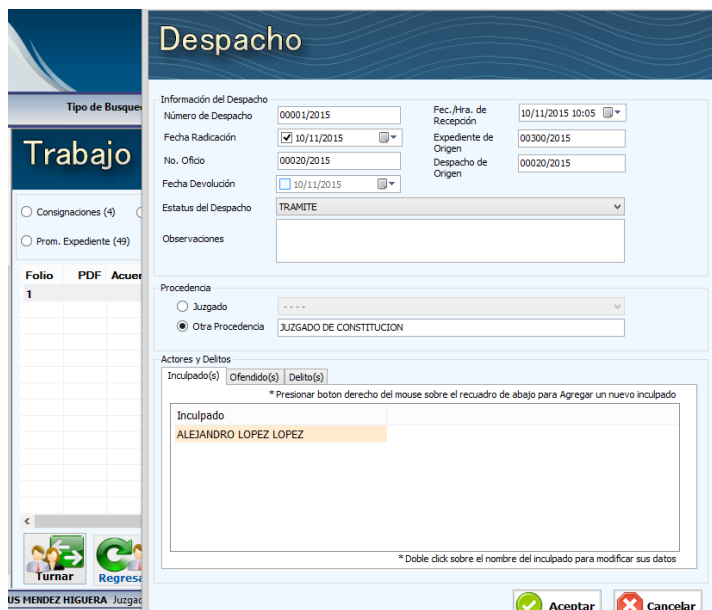 Despacho
Tipo de Busque
Trabajo
Consignaciones (4)
Prom. Expediente (49)
Folio PDF Acuer
1
Turnar Regresa
US MENDEZ HIGUERA Juzgad
Información del Despacho
Número de Despacho 00001/2015 Fec./Hra. de Recepción 10/11/2015 10:05
Fecha Radicación 10/11/2015 Expediente de Origen 00300/2015
No. Oficio 00020/2015 Despacho de Origen 00020/2015
Fecha Devolución 10/11/2015
Estatus del Despacho TRAMITE
Observaciones
Procedencia
Juzgado ----
Otra Procedencia JUZGADO DE CONSTITUCION
Actores y Delitos
Inculpado(s) Ofendido(s) Delito(s)
* Presionar boton derecho del mouse sobre el recuadro de abajo para Agregar un nuevo inculpado
Inculpado
ALEJANDRO LOPEZ LOPEZ
* Doble click sobre el nombre del inculpado para modificar sus datos
Aceptar Cancelar